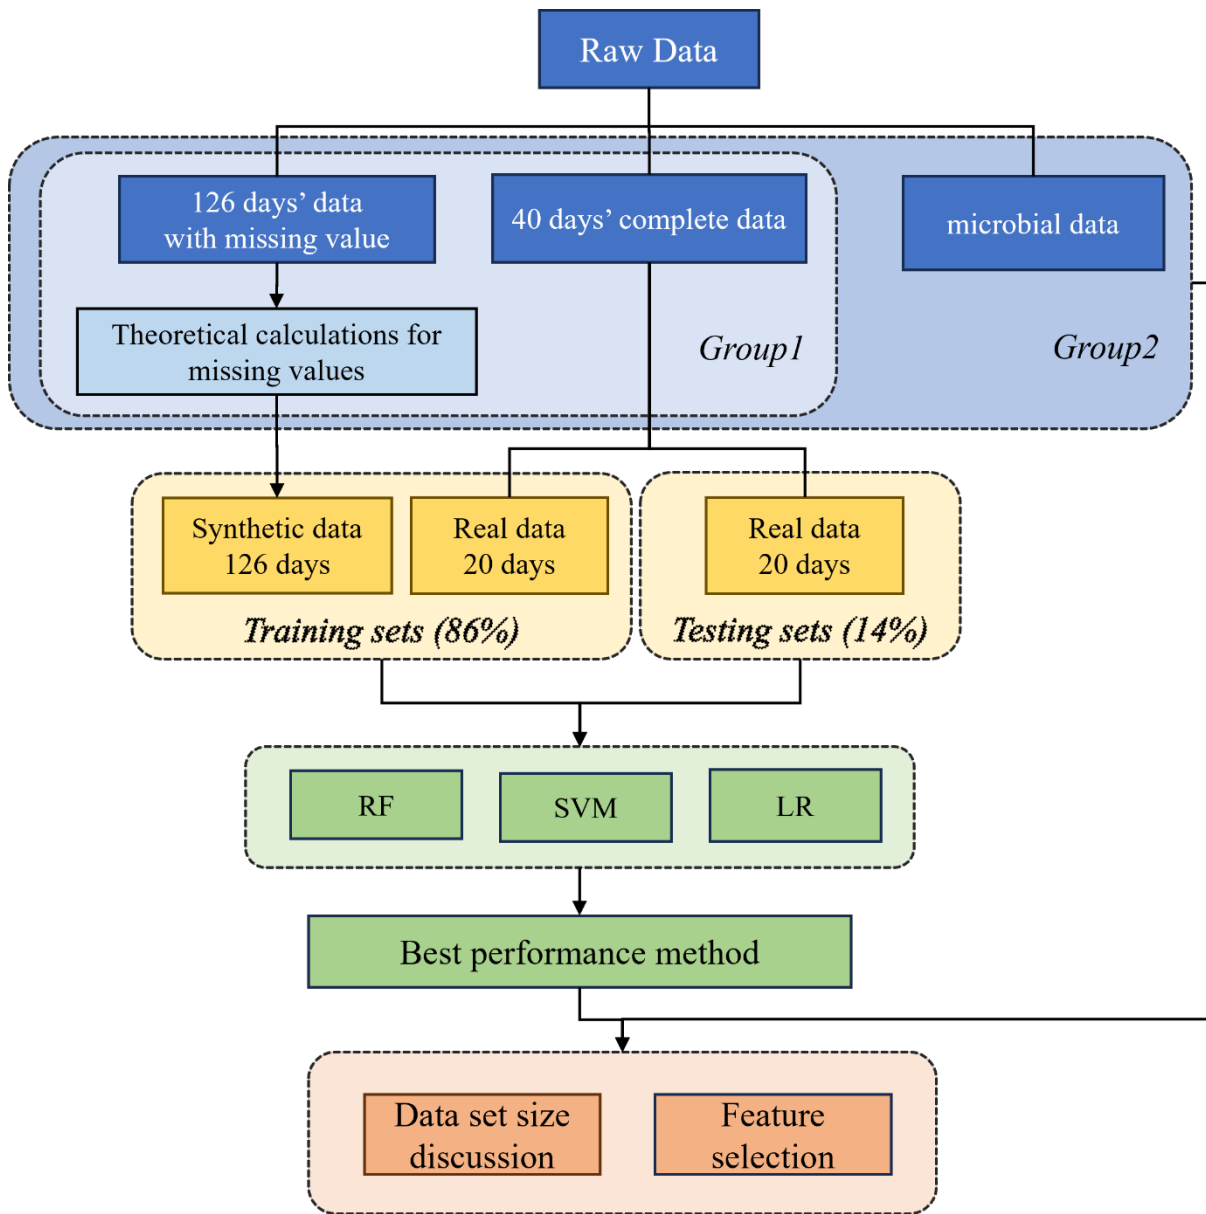 Raw Data
126 days’ data
with missing value
40 days’ complete data
microbial data
Theoretical calculations for
missing values
Group1
Group2
Synthetic data
126 days
Real data
20 days
Real data
20 days
Training sets (86%)
Testing sets (14%)
RF
SVM
LR
Best performance method
Data set size
discussion
Feature
selection